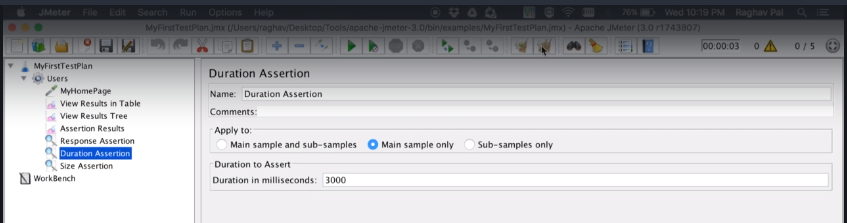 JMeter File Edit Search Run Options Help 76% Wed 10:19 PM Raghav Pal
MyFirstTestPlan.jmx (/Users/raghav/Desktop/Tools/apache-jmeter-3.0/bin/examples/MyFirstTestPlan.jmx) - Apache JMeter (3.0 r1743807)
00:00:03 0 0 / 5
MyFirstTestPlan
Users
MyHomePage
View Results in Table
View Results Tree
Assertion Results
Response Assertion
Duration Assertion
Size Assertion
WorkBench
Duration Assertion
Name: Duration Assertion
Comments:
Apply to:
Main sample and sub-samples Main sample only Sub-samples only
Duration to Assert
Duration in milliseconds: 3000